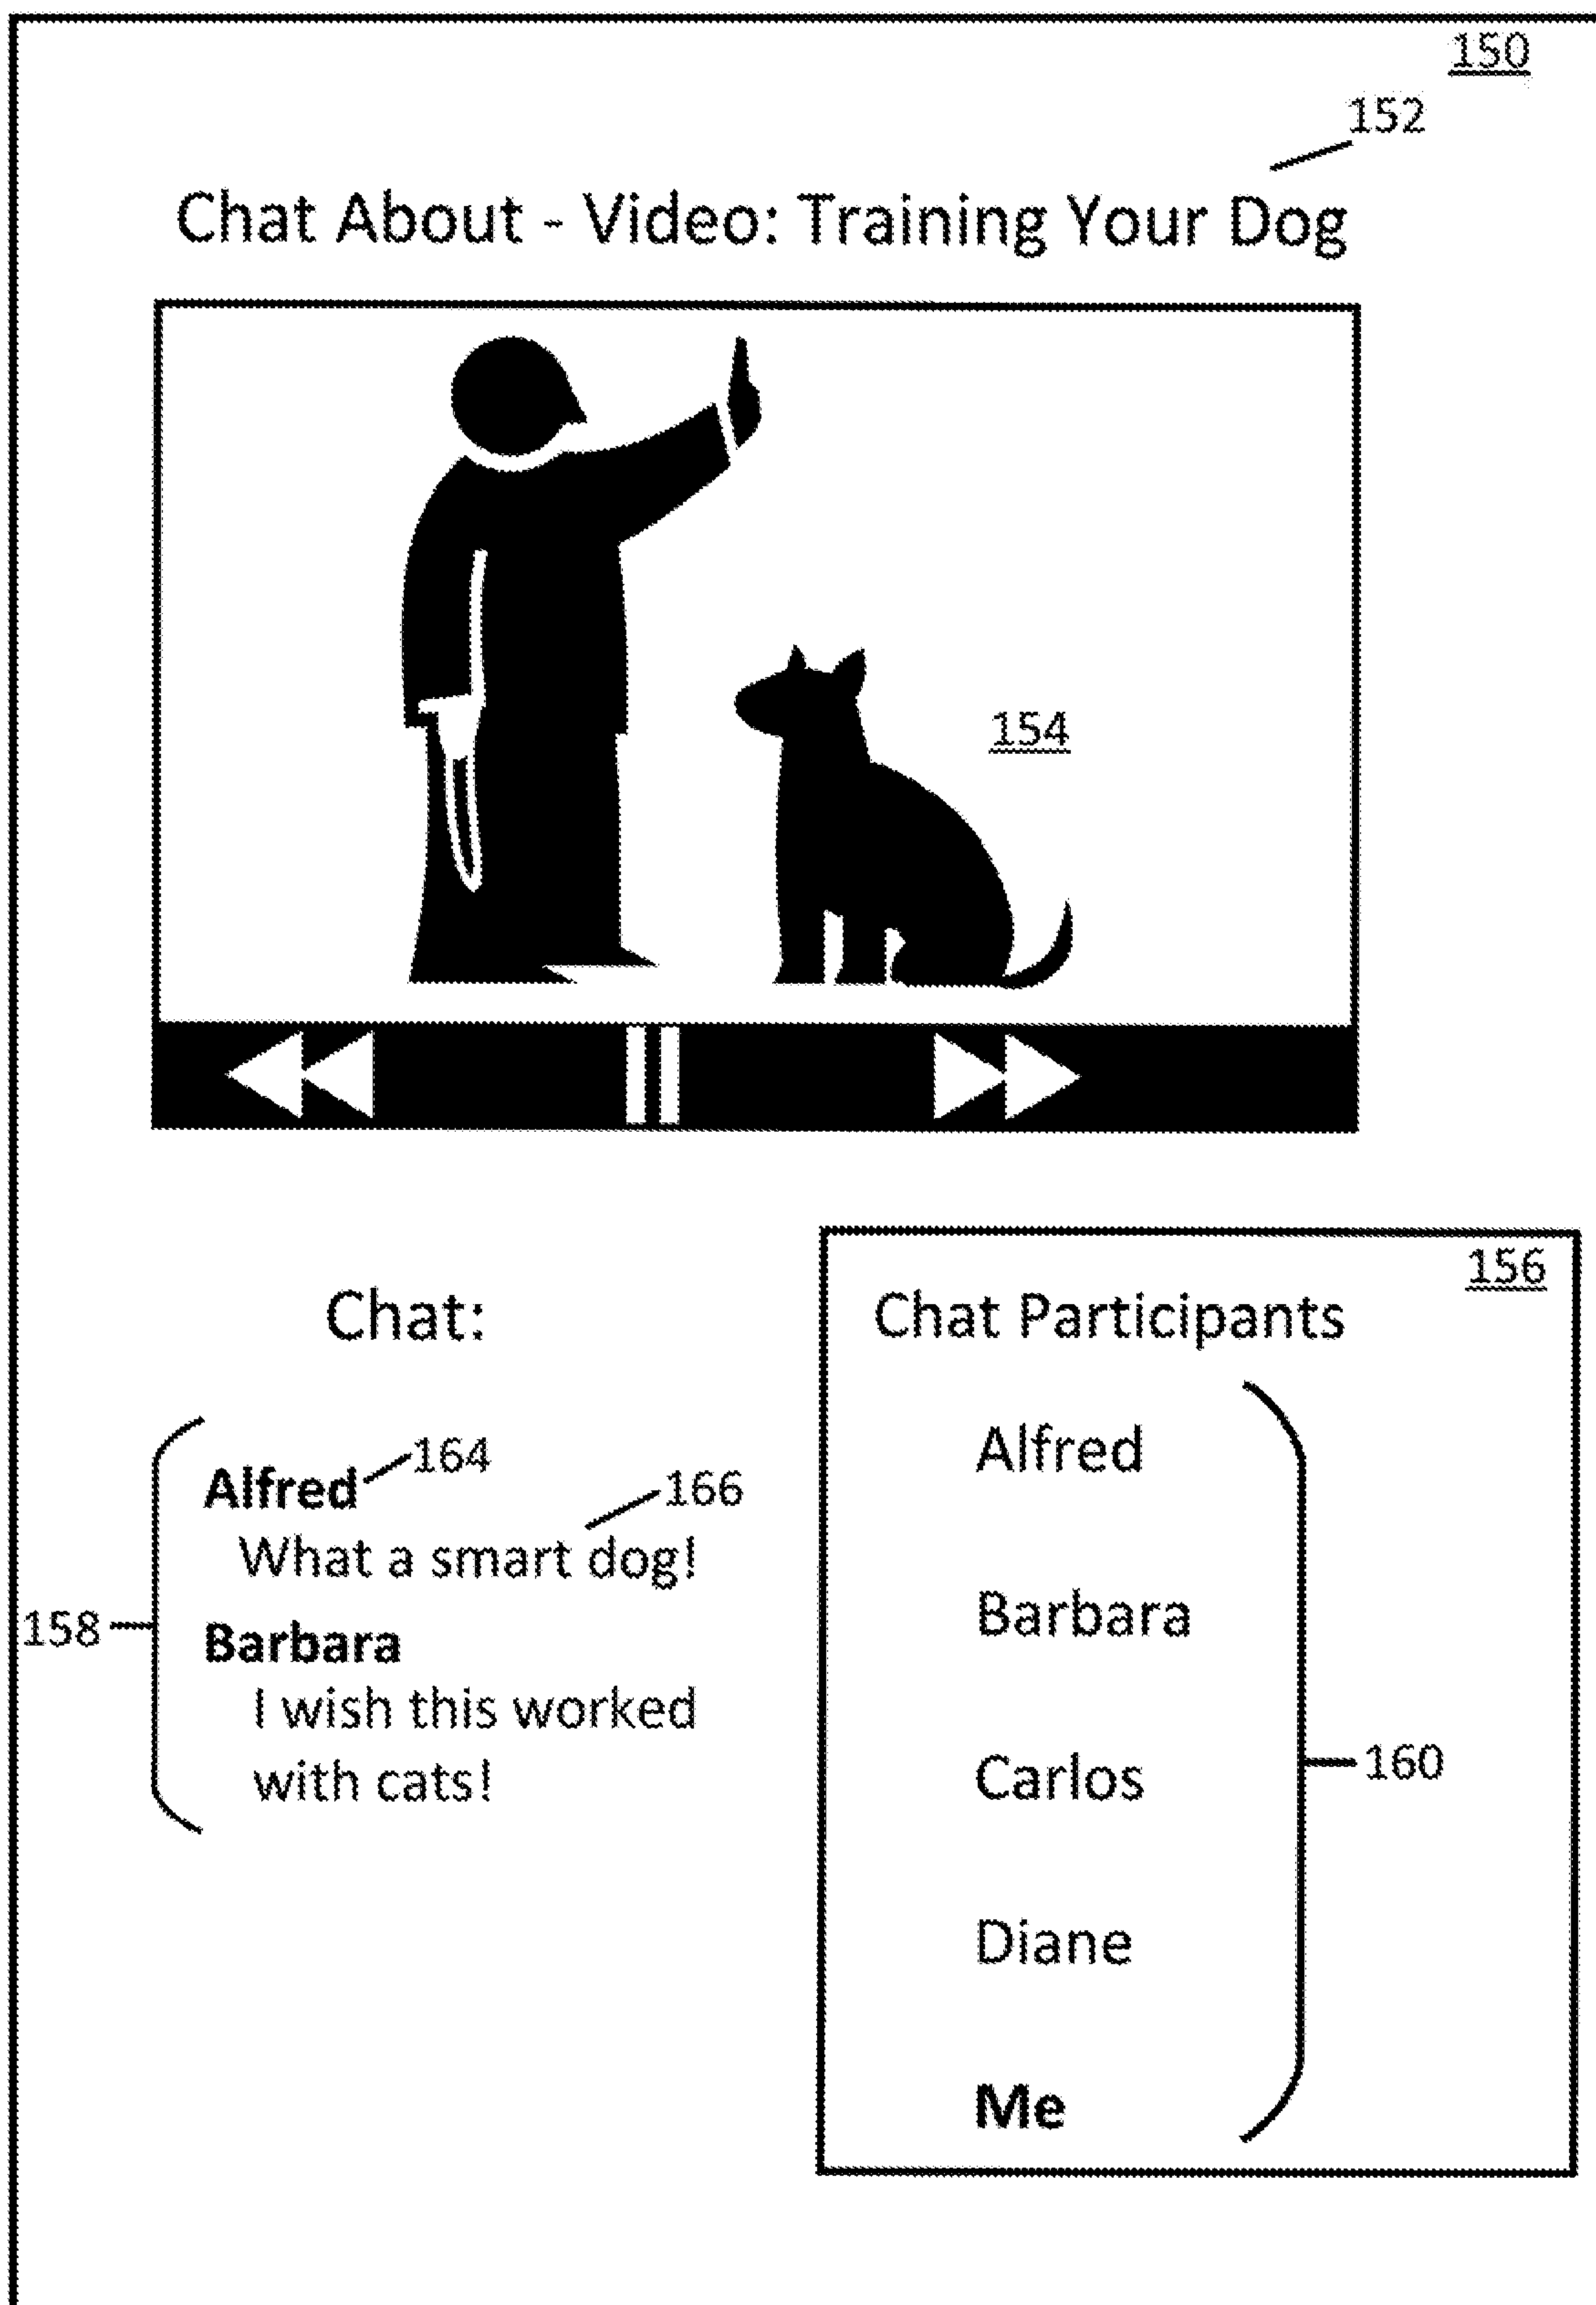 150
152
Chat About - Video: Training Your Dog
154
156
Chat:
Chat Participants
Alfred
164
166
What a smart dog!
158
Barbara
I wish this worked
with cats!
Alfred
Barbara
Carlos
160
Diane
Me